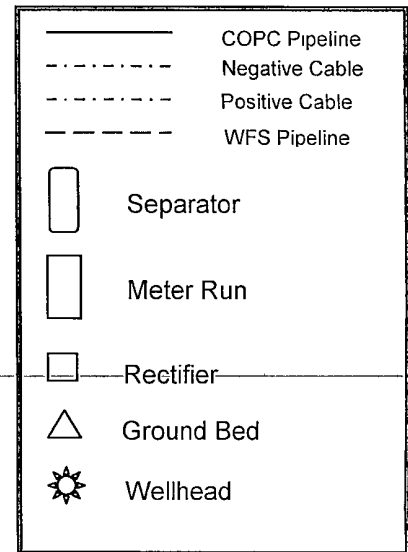 COPC Pipeline
Negative Cable
Positive Cable
WFS Pipeline
Separator
Meter Run
Rectifier
Ground Bed
Wellhead